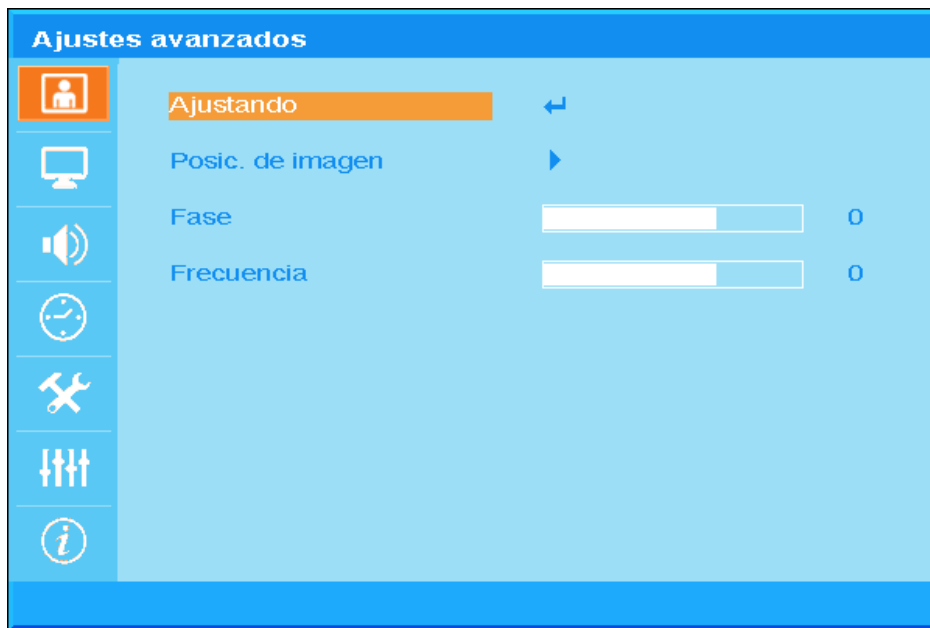 Ajustes avanzados
Ajustando
Posic. de imagen
Fase 0
Frecuencia 0